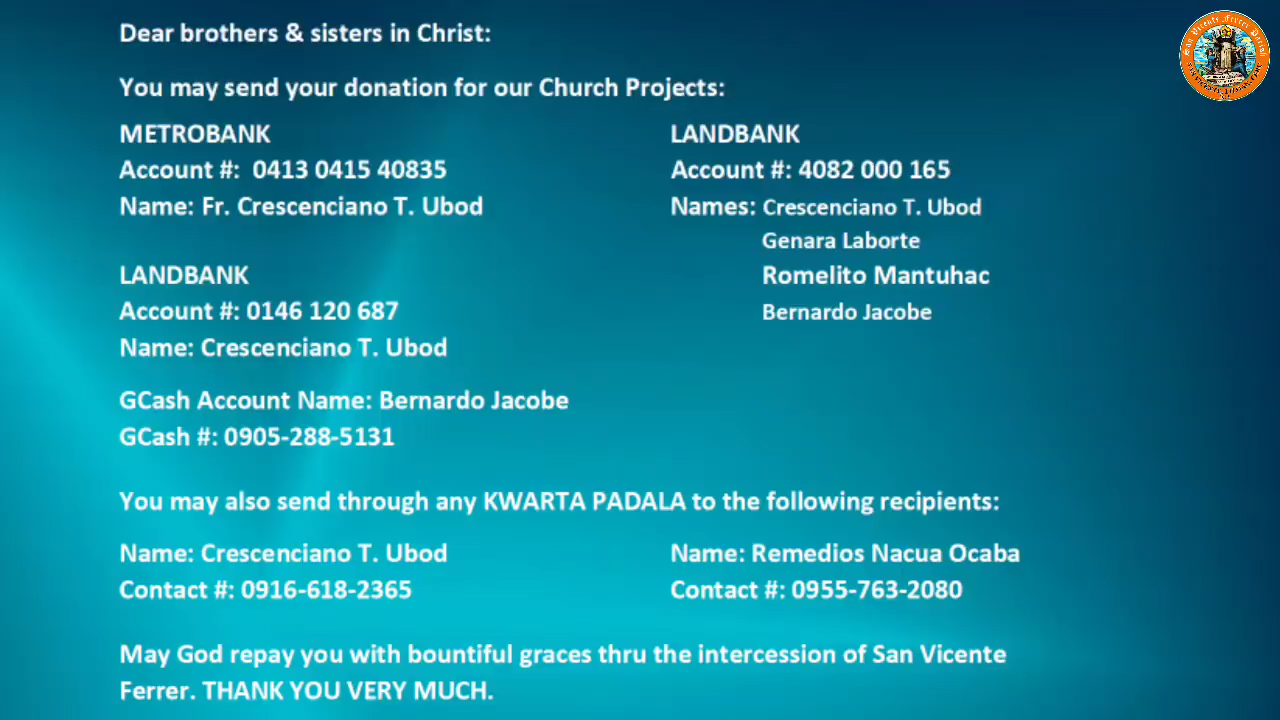 Dear brothers & sisters in Christ:
You may send your donation for our Church Projects:
METROBANK
Account #: 0413 0415 40835
Name: Fr. Crescenciano T. Ubod
LANDBANK
Account #: 0146 120 687
Name: Crescenciano T. Ubod
LANDBANK
Account #: 4082 000 165
Names: Crescenciano T. Ubod
Genara Laborte
Romelito Mantuhac
Bernardo Jacobe
GCash Account Name: Bernardo Jacobe
GCash #: 0905-288-5131
You may also send through any KWARTA PADALA to the following recipients:
Name: Crescenciano T. Ubod
Contact #: 0916-618-2365
Name: Remedios Nacua Ocaba
Contact #: 0955-763-2080
May God repay you with bountiful graces thru the intercession of San Vicente
Ferrer. THANK YOU VERY MUCH.
San Vicente Ferrer